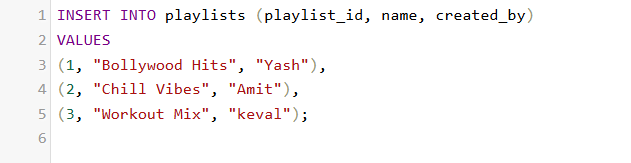 1 INSERT INTO playlists (playlist_id, name, created_by)
2 VALUES
3 (1, "Bollywood Hits", "Yash"),
4 (2, "Chill Vibes", "Amit"),
5 (3, "Workout Mix", "keval");
6